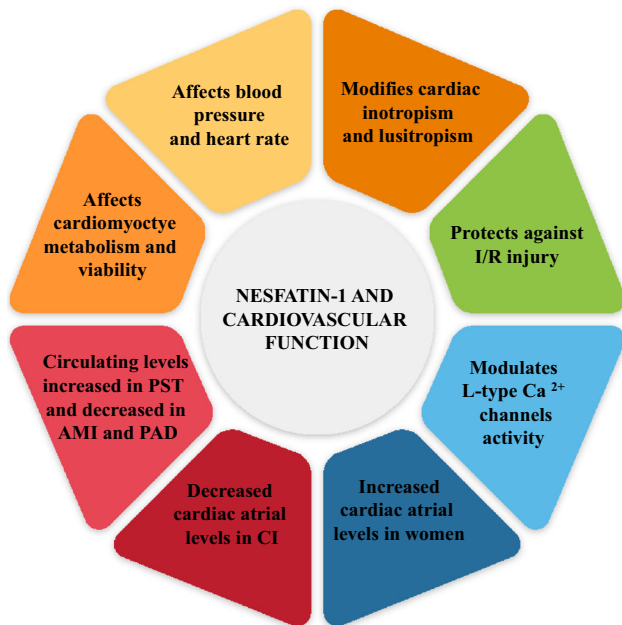 Affects blood
pressure
and heart rate
Modifies cardiac
inotropism
and lusitropism
Protects against
I/R injury
Modulates
L-type Ca 2+
channels
activity
Increased
cardiac atrial
levels in women
Decreased
cardiac atrial
levels in CI
Circulating levels
increased in PST
and decreased in
AMI and PAD
Affects
cardiomyoctye
metabolism and
viability
NESFATIN-1 AND
CARDIOVASCULAR
FUNCTION